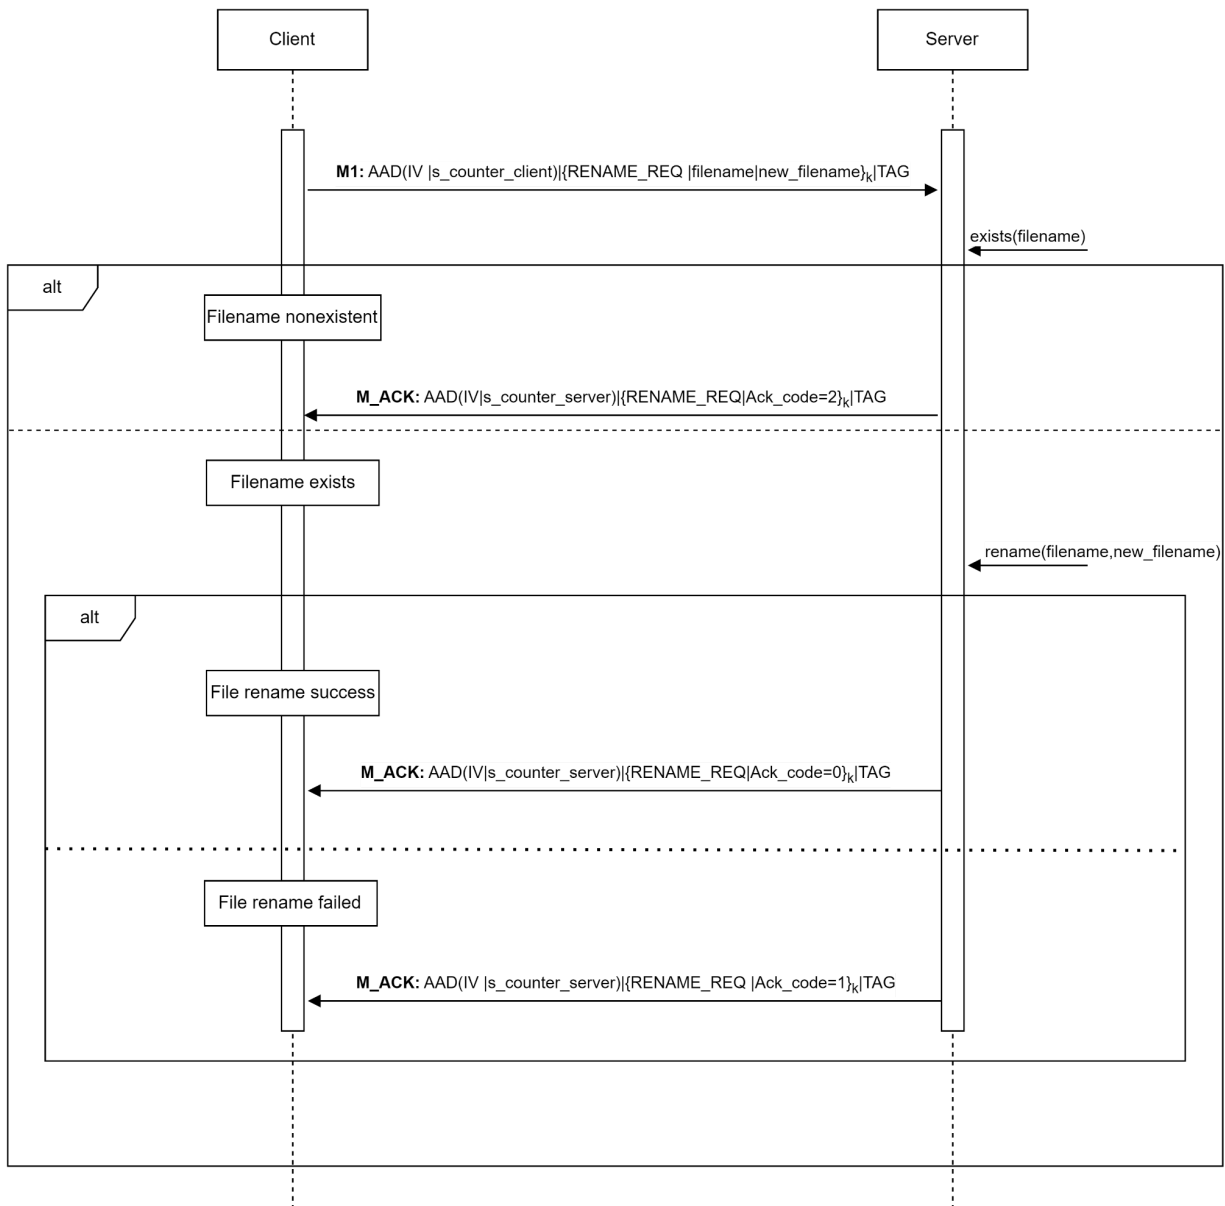 Client
Server
M1: AAD(IV |s_counter_client)|{RENAME_REQ |filename|new_filename}k|TAG
exists(filename)
alt
Filename nonexistent
M_ACK: AAD(IV|s_counter_server)|{RENAME_REQ|Ack_code=2}k|TAG
Filename exists
rename(filename,new_filename)
alt
File rename success
M_ACK: AAD(IV|s_counter_server)|{RENAME_REQ|Ack_code=0}k|TAG
File rename failed
M_ACK: AAD(IV |s_counter_server)|{RENAME_REQ |Ack_code=1}k|TAG